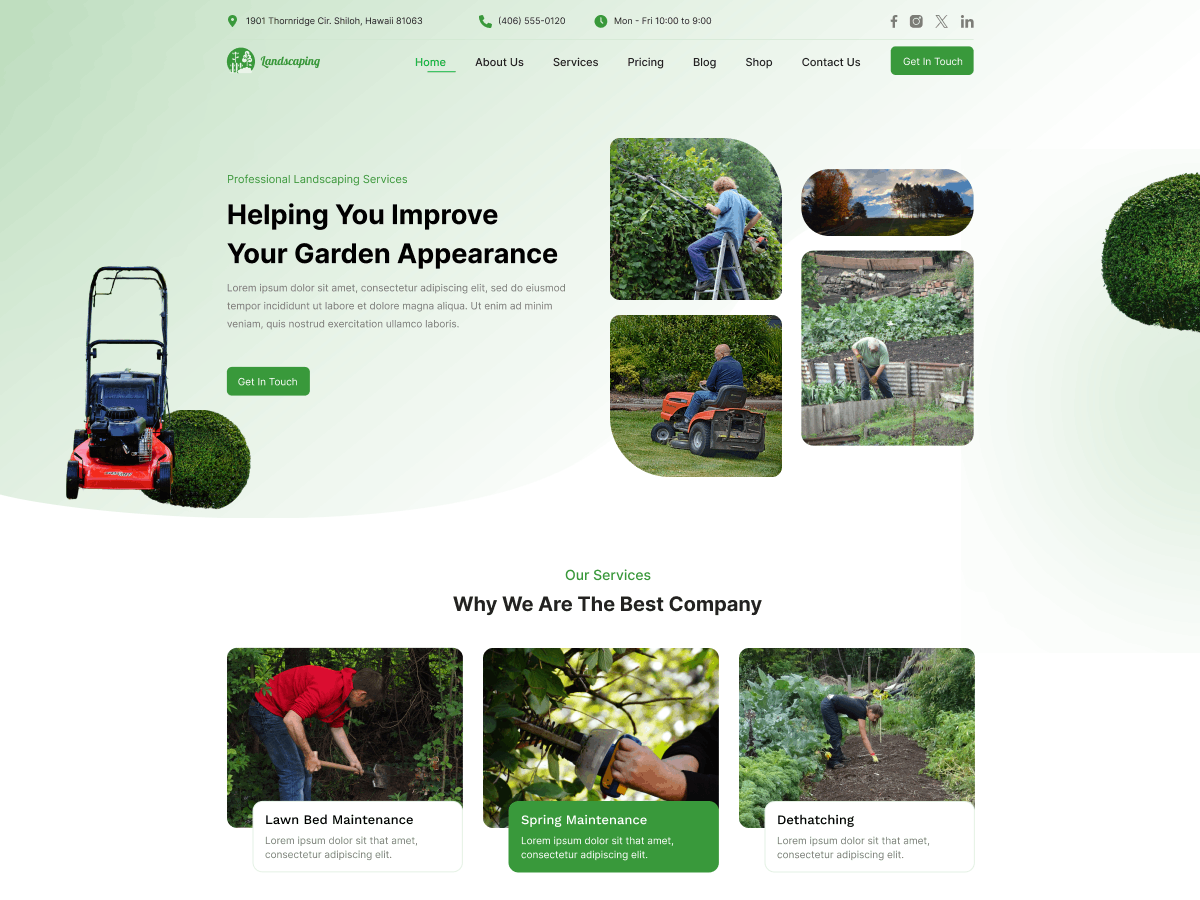 1901 Thornridge Cir. Shiloh, Hawaii 81063
(406) 555-0120
Mon - Fri 10:00 to 9:00
Landscaping
Home
About Us
Services
Pricing
Blog
Shop
Contact Us
Get In Touch
Professional Landscaping Services
Helping You Improve
Your Garden Appearance
Lorem ipsum dolor sit amet, consectetur adipiscing elit, sed do eiusmod
tempor incididunt ut labore et dolore magna aliqua. Ut enim ad minim
veniam, quis nostrud exercitation ullamco laboris.
Get In Touch
Our Services
Why We Are The Best Company
Lawn Bed Maintenance
Lorem ipsum dolor sit that amet,
consectetur adipiscing elit.
Spring Maintenance
Lorem ipsum dolor sit that amet,
consectetur adipiscing elit.
Dethatching
Lorem ipsum dolor sit that amet,
consectetur adipiscing elit.